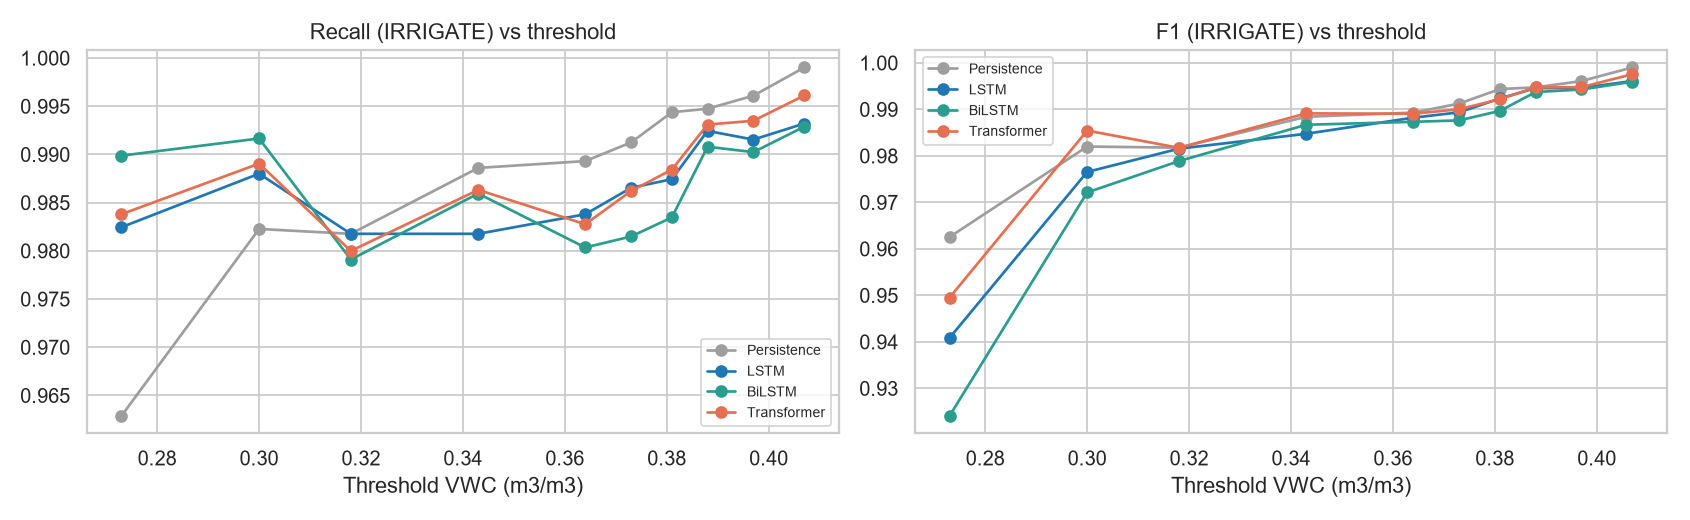 Recall (IRRIGATE) vs threshold
1.000
0.995
0.990
0.985
0.980
0.975
0.970
0.965
Persistence
LSTM
BiLSTM
Transformer
0.28 0.30 0.32 0.34 0.36 0.38 0.40
Threshold VWC (m3/m3)
F1 (IRRIGATE) vs threshold
1.00
0.99
0.98
0.97
0.96
0.95
0.94
0.93
Persistence
LSTM
BiLSTM
Transformer
0.28 0.30 0.32 0.34 0.36 0.38 0.40
Threshold VWC (m3/m3)